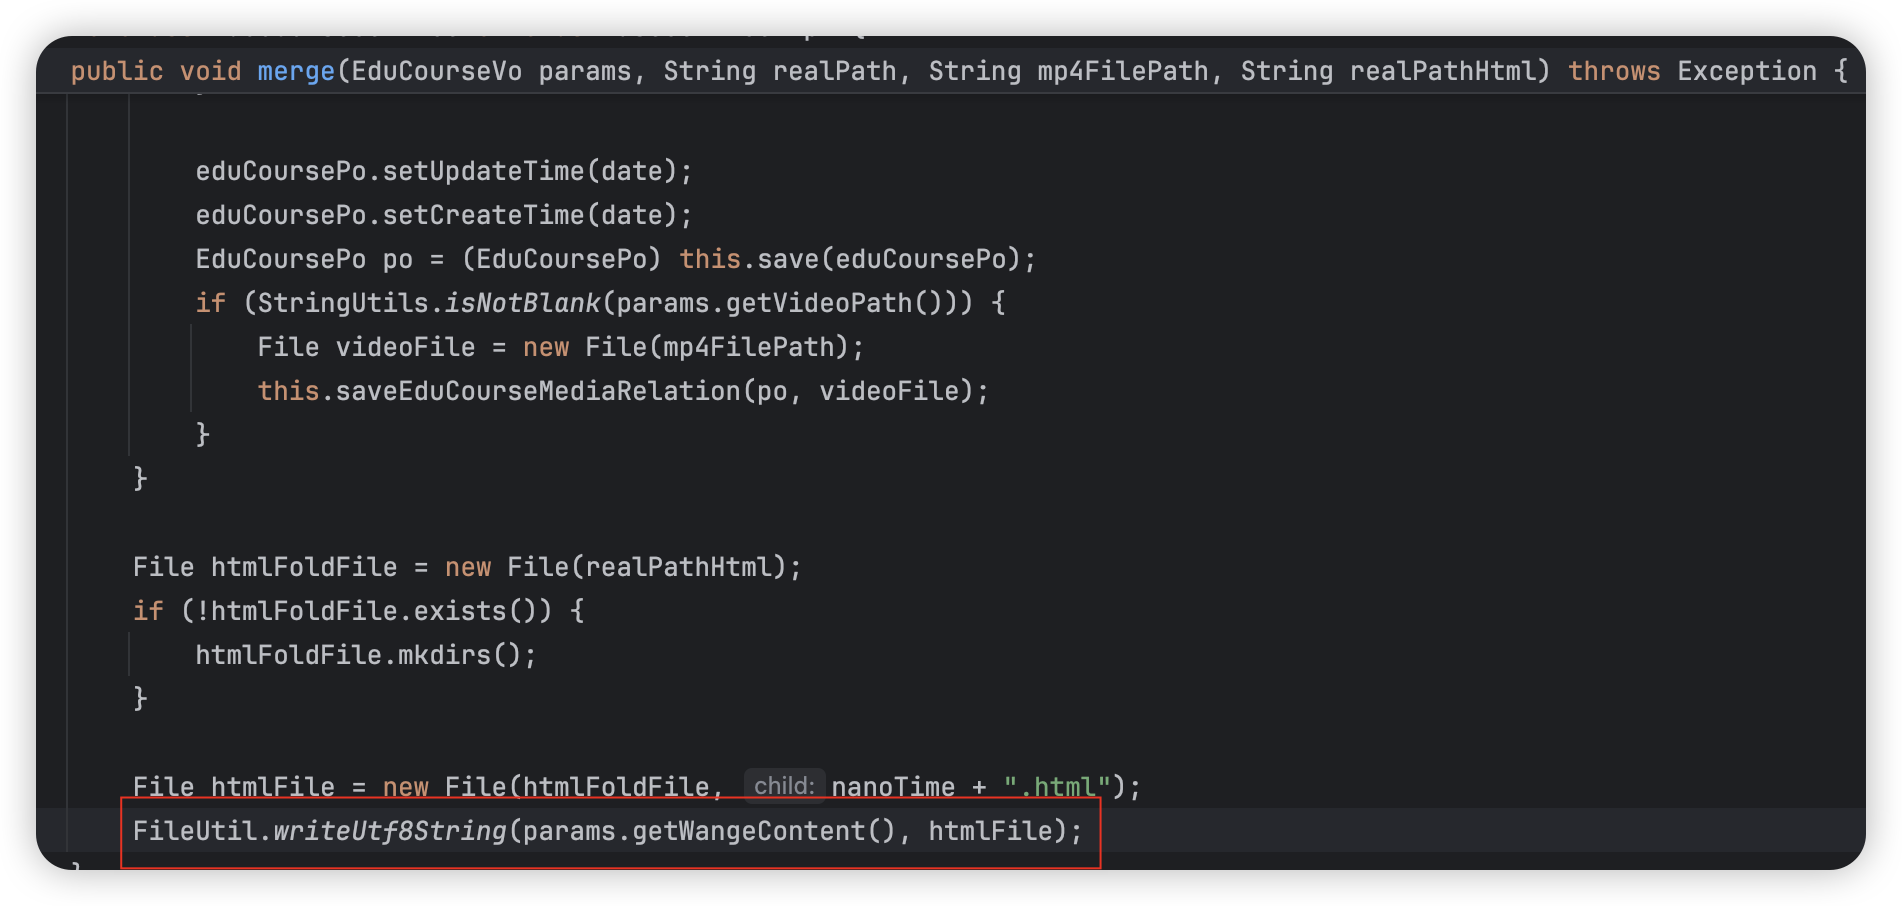 public void merge(EduCourseVo params, String realPath, String mp4FilePath, String realPathHtml) throws Exception {
eduCoursePo.setUpdateTime(date);
eduCoursePo.setCreateTime(date);
EduCoursePo po = (EduCoursePo) this.save(eduCoursePo);
if (StringUtils.isNotBlank(params.getVideoPath())) {
File videoFile = new File(mp4FilePath);
this.saveEduCourseMediaRelation(po, videoFile);
}
}
File htmlFoldFile = new File(realPathHtml);
if (!htmlFoldFile.exists()) {
htmlFoldFile.mkdirs();
}
File htmlFile = new File(htmlFoldFile, child: nanoTime + ".html");
FileUtil.writeUtf8String(params.getWangeContent(), htmlFile);